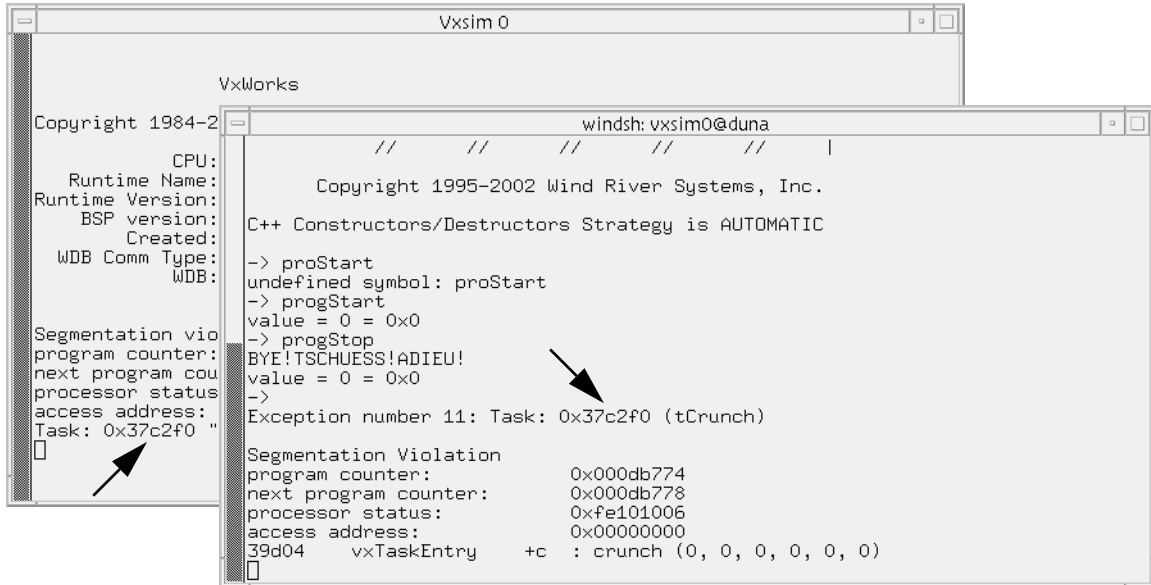 Vxsim 0
VxWorks
Copyright 1984-2
CPU:
Runtime Name:
Runtime Version:
BSP version:
Created:
WDB Comm Type:
WDB:
Segmentation vio
program counter:
next program cou
processor status
access address:
Task: 0x37c2f0 "
windsh: vxsim0@duna
// // // // // |
Copyright 1995-2002 Wind River Systems, Inc.
C++ Constructors/Destructors Strategy is AUTOMATIC
-> proStart
undefined symbol: proStart
-> progStart
value = 0 = 0x0
-> progStop
BYE!TSCHUESS!ADIEU!
value = 0 = 0x0
->
Exception number 11: Task: 0x37c2f0 (tCrunch)
Segmentation Violation
program counter: 0x000db774
next program counter: 0x000db778
processor status: 0xfe101006
access address: 0x00000000
39d04 vxTaskEntry +c : crunch (0, 0, 0, 0, 0, 0)